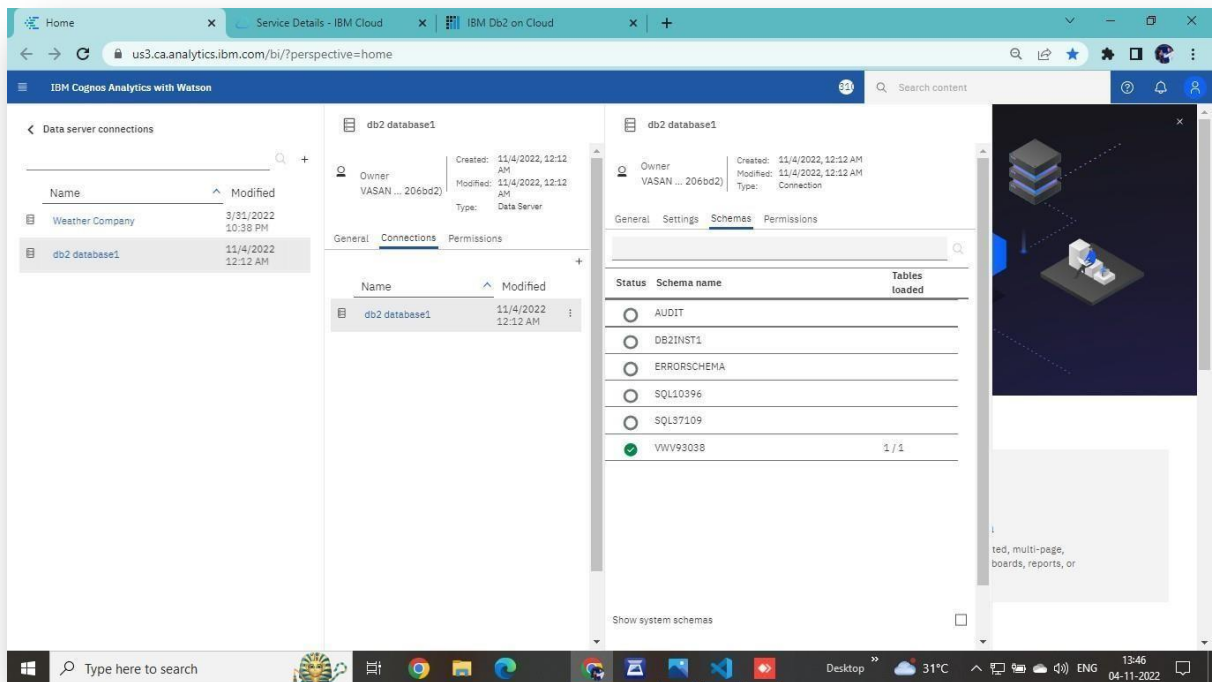 Home
Service Details - IBM Cloud
IBM Db2 on Cloud
us3.ca.analytics.ibm.com/bi/?perspective=home
IBM Cognos Analytics with Watson
Search content
Data server connections
Name Modified
Weather Company 3/31/2022
10:38 PM
db2 database1 11/4/2022
12:12 AM
db2 database1
Owner
VASAN ... 206bd2)
Created: 11/4/2022, 12:12
AM
Modified: 11/4/2022, 12:12
AM
Type: Data Server
General Connections Permissions
Name Modified
db2 database1 11/4/2022
12:12 AM
db2 database1
Owner
VASAN ... 206bd2)
Created: 11/4/2022, 12:12 AM
Modified: 11/4/2022, 12:12 AM
Type: Connection
General Settings Schemas Permissions
Status Schema name Tables
loaded
AUDIT
DB2INST1
ERRORSCHEMA
SQL10396
SQL37109
VWV93038 1 / 1
Show system schemas
ted, multi-page,
boards, reports, or
Type here to search
Desktop
31°C
ENG
13:46
04-11-2022